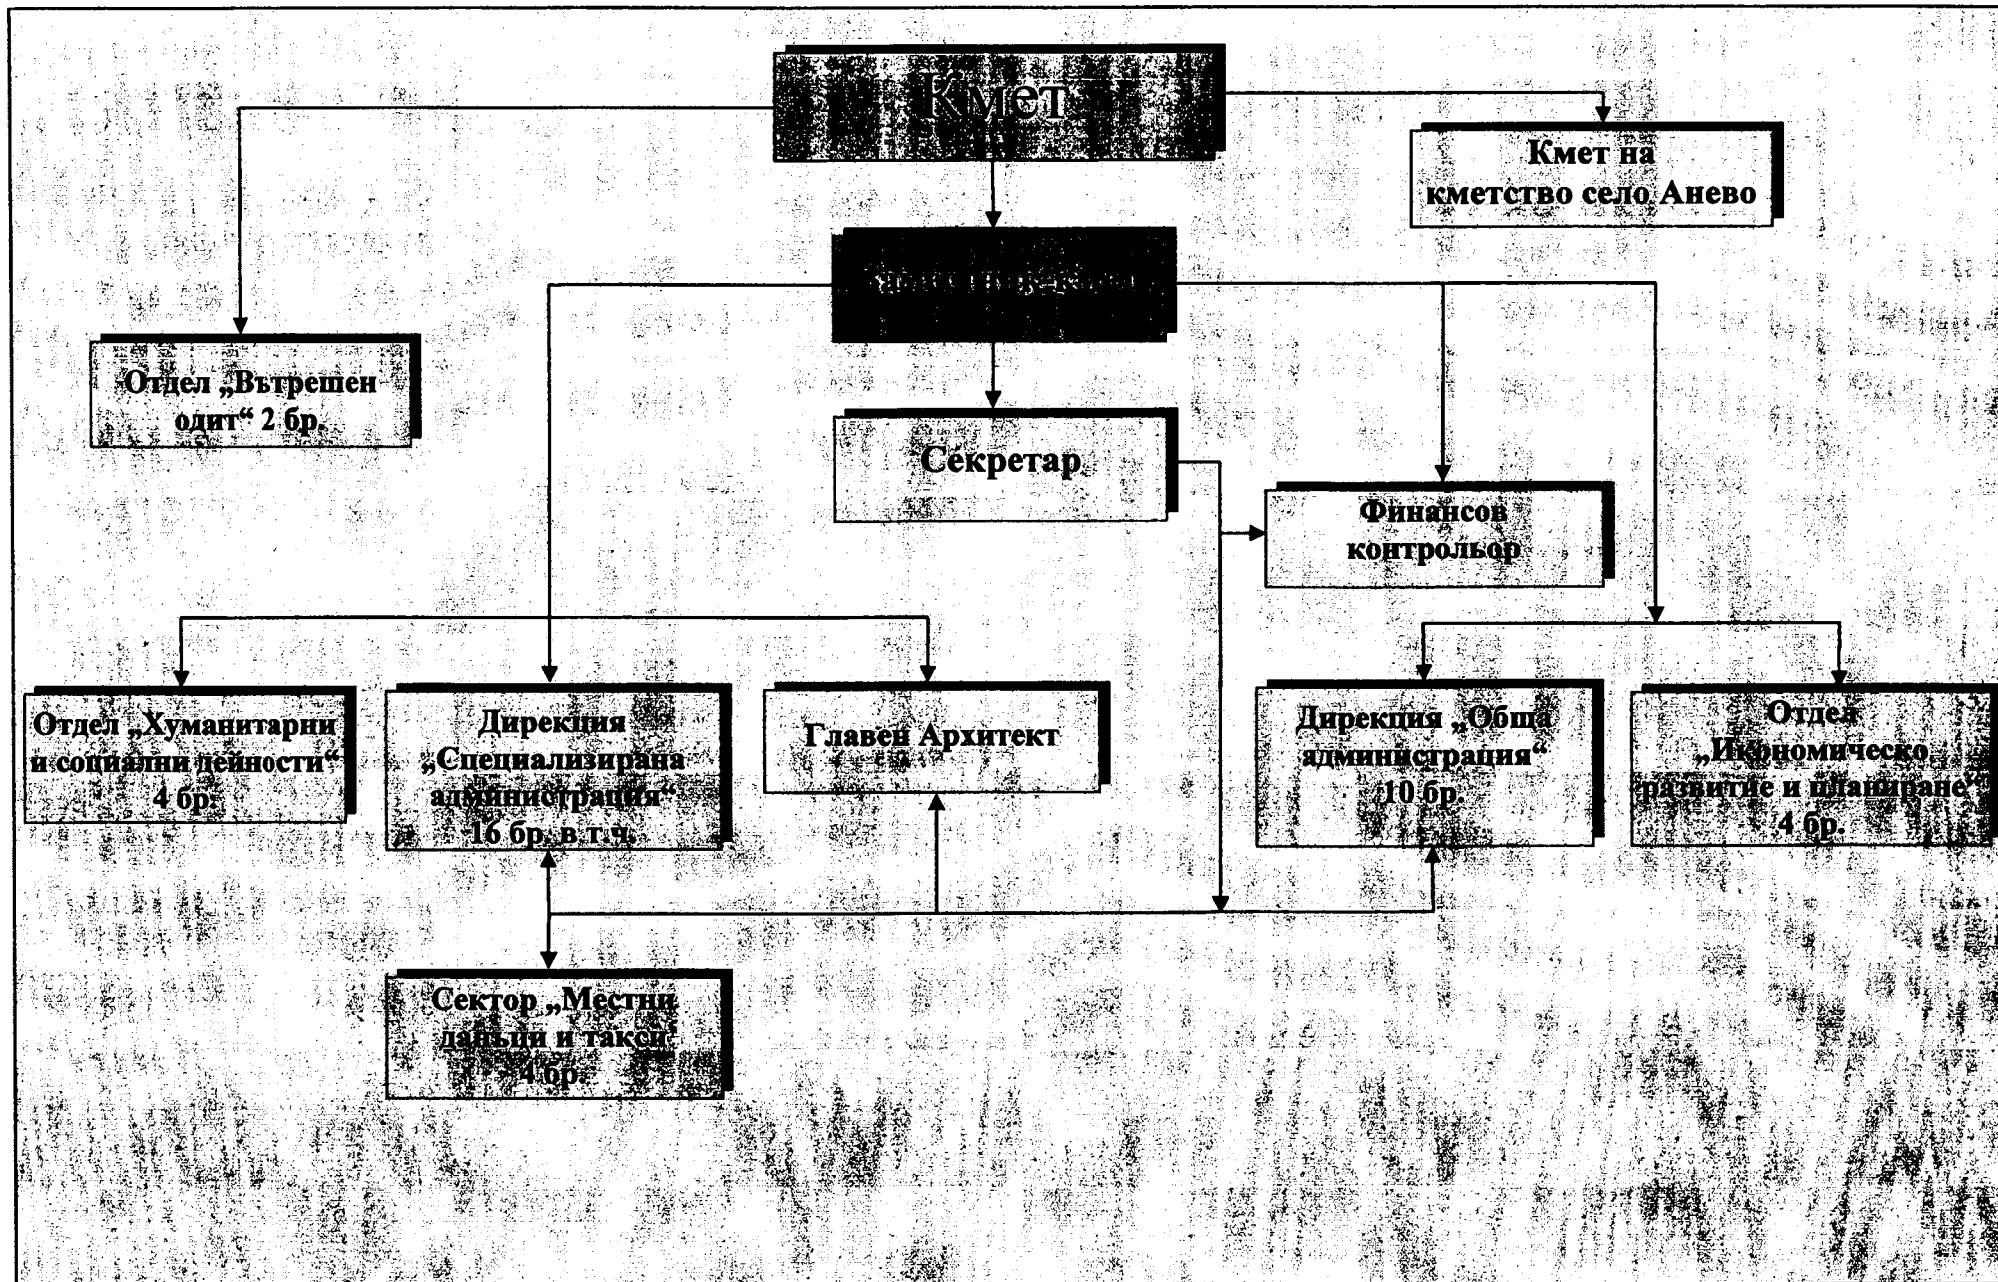 Кмет
Кмет на
кметство село Анево
Отдел „Вътрешен
одит“ 2 бр.
Секретар
Финансов
контрольор
Отдел „Хуманитарни
и социални дейности“
4 бр.
Дирекция
„Специализирана
администрация“
16 бр. в т.ч.
Главен Архитект
Дирекция „Обща
администрация“
10 бр.
Отдел
„Икономическо
развитие и планиране“
4 бр.
Сектор „Местни
данъци и такси“
4 бр.